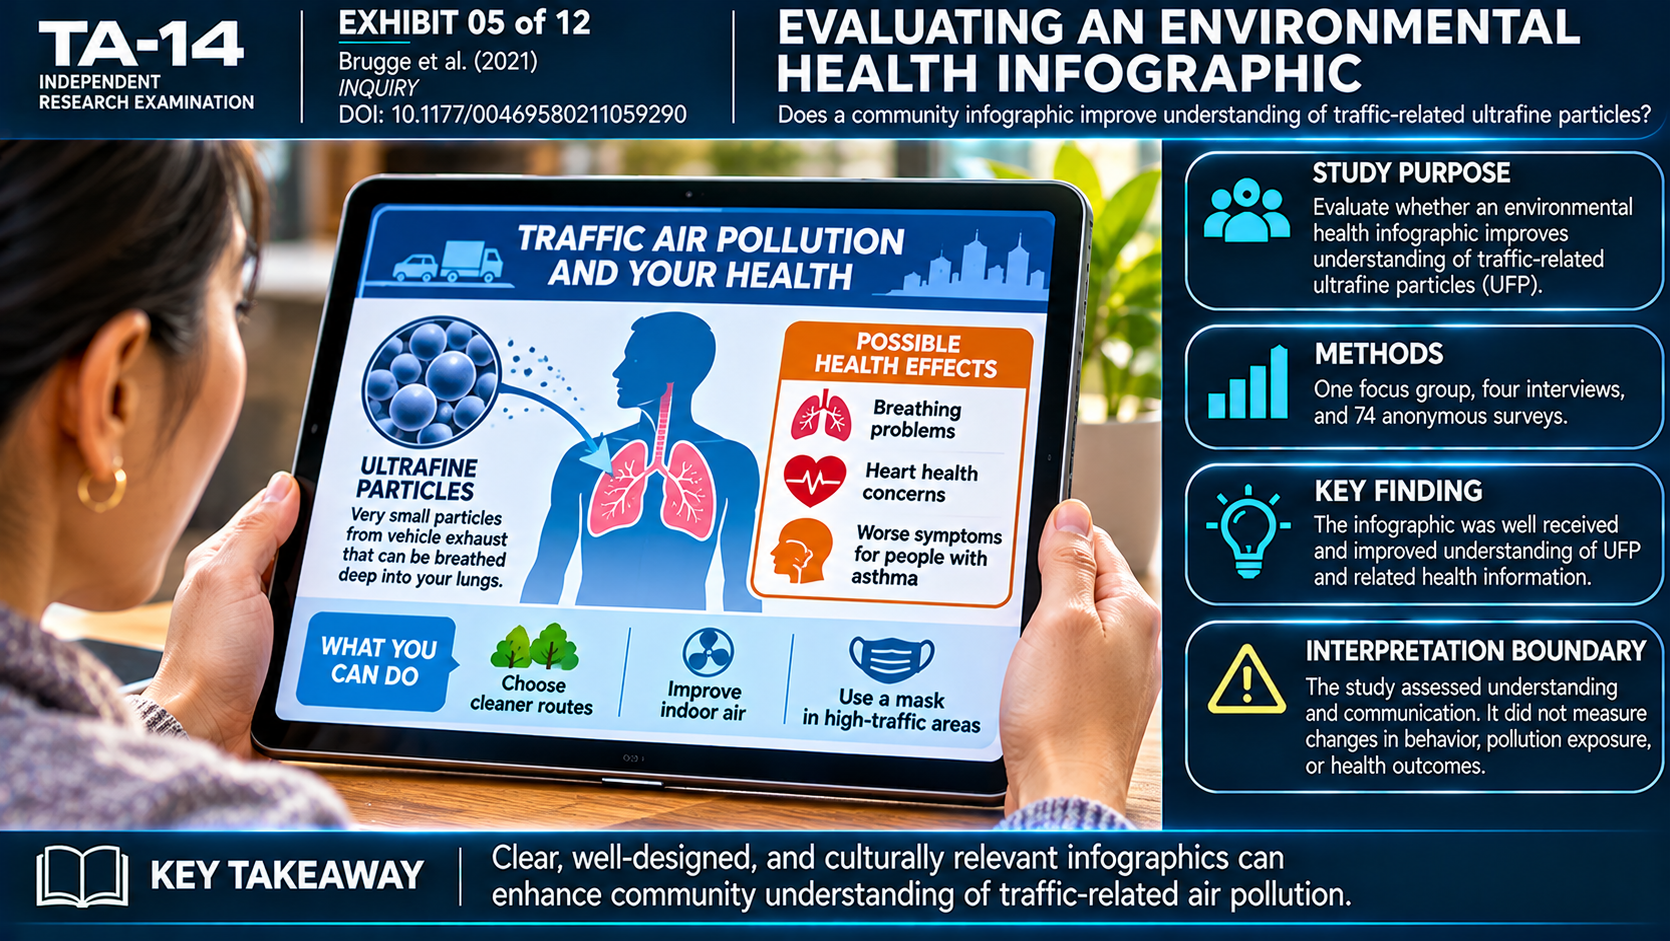 TA-14
INDEPENDENT
RESEARCH EXAMINATION
EXHIBIT 05 of 12
Brugge et al. (2021)
INQUIRY
DOI: 10.1177/00469580211059290
EVALUATING AN ENVIRONMENTAL
HEALTH INFOGRAPHIC
Does a community infographic improve understanding of traffic-related ultrafine particles?
TRAFFIC AIR POLLUTION
AND YOUR HEALTH
ULTRAFINE
PARTICLES
Very small particles
from vehicle exhaust
that can be breathed
deep into your lungs.
POSSIBLE
HEALTH EFFECTS
Breathing
problems
Heart health
concerns
Worse symptoms
for people with
asthma
WHAT YOU
CAN DO
Choose
cleaner routes
Improve
indoor air
Use a mask
in high-traffic areas
STUDY PURPOSE
Evaluate whether an environmental
health infographic improves
understanding of traffic-related
ultrafine particles (UFP).
METHODS
One focus group, four interviews,
and 74 anonymous surveys.
KEY FINDING
The infographic was well received
and improved understanding of UFP
and related health information.
INTERPRETATION BOUNDARY
The study assessed understanding
and communication. It did not measure
changes in behavior, pollution exposure,
or health outcomes.
KEY TAKEAWAY
Clear, well-designed, and culturally relevant infographics can
enhance community understanding of traffic-related air pollution.